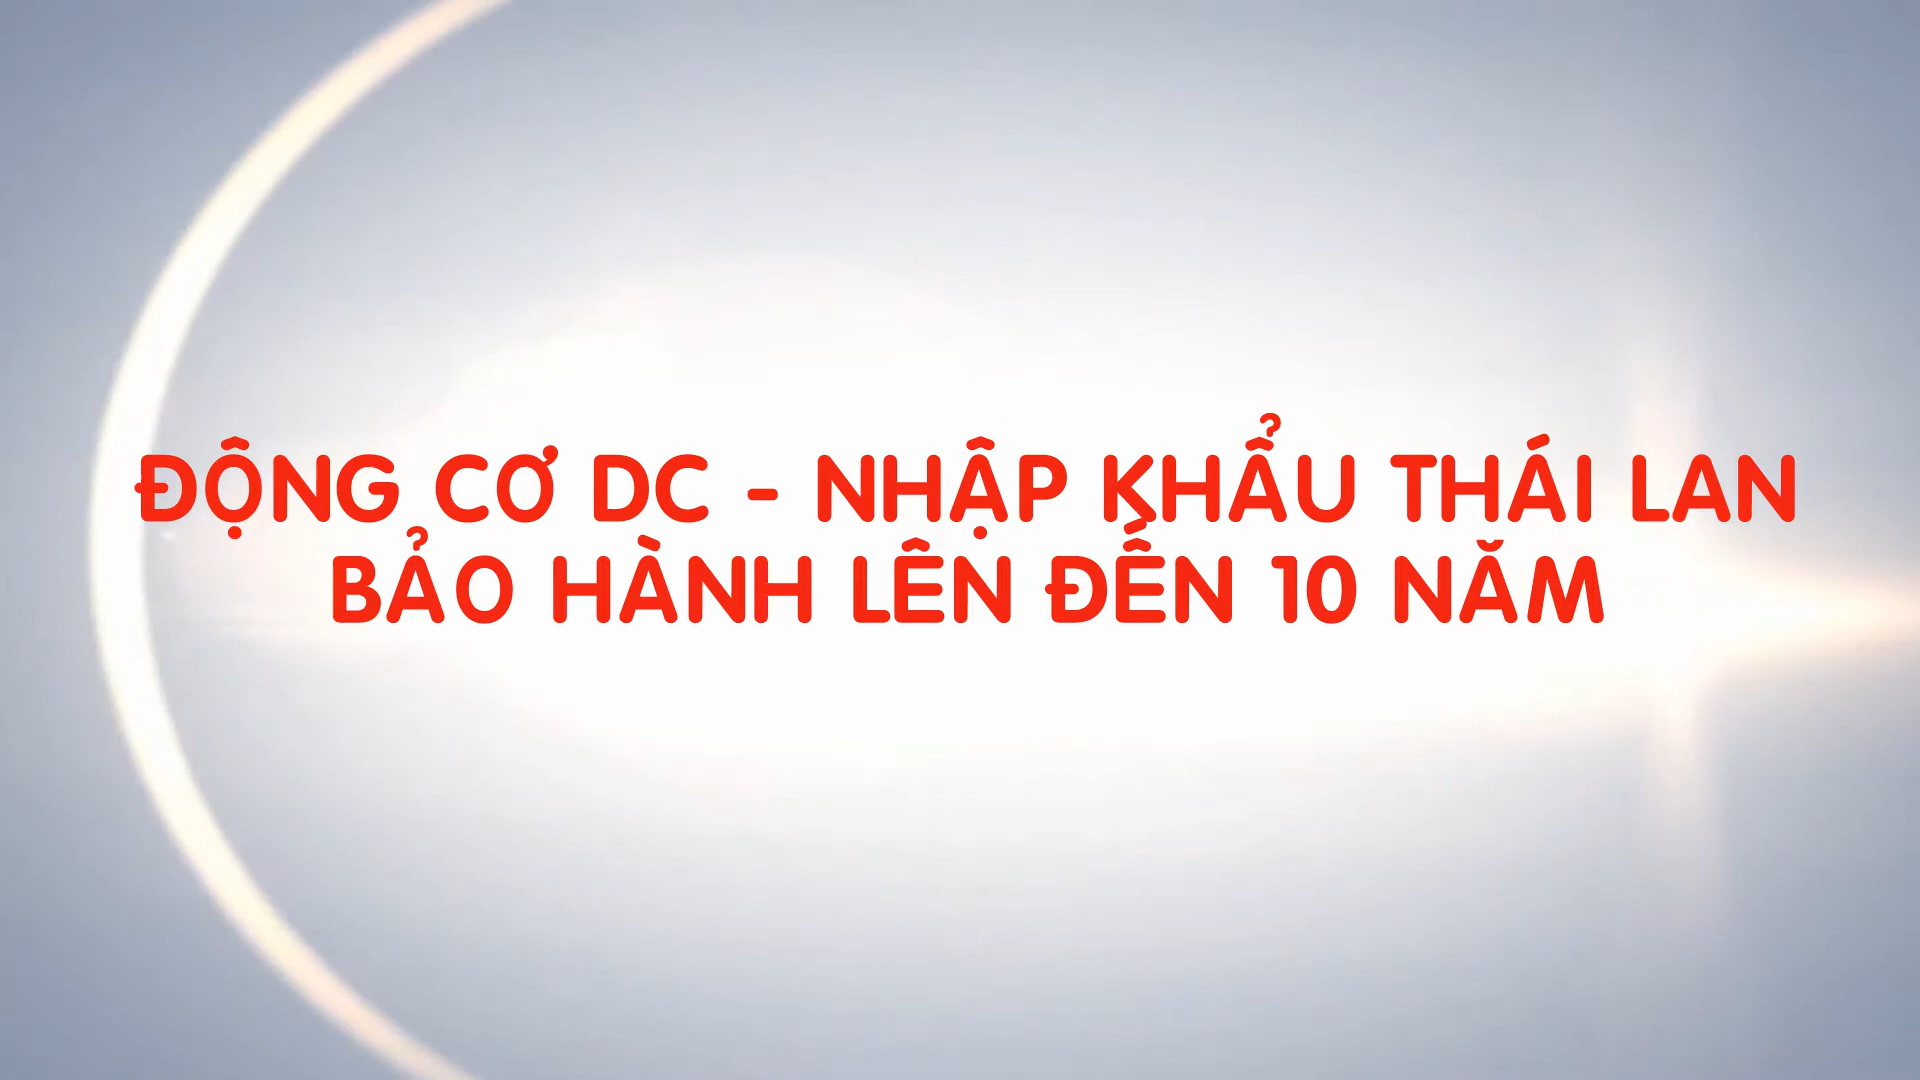 ĐỘNG CƠ DC - NHẬP KHẨU THÁI LAN
BẢO HÀNH LÊN ĐẾN 10 NĂM